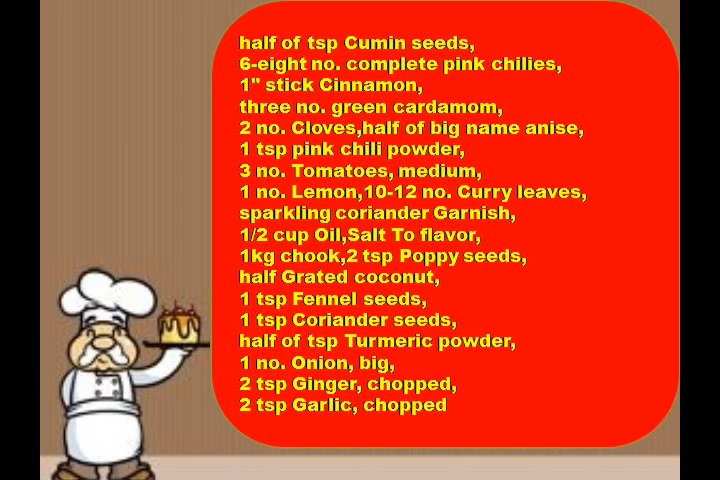 half of tsp Cumin seeds,
6-eight no. complete pink chilies,
1" stick Cinnamon,
three no. green cardamom,
2 no. Cloves,half of big name anise,
1 tsp pink chili powder,
3 no. Tomatoes, medium,
1 no. Lemon,10-12 no. Curry leaves,
sparkling coriander Garnish,
1/2 cup Oil,Salt To flavor,
1kg chook,2 tsp Poppy seeds,
half Grated coconut,
1 tsp Fennel seeds,
1 tsp Coriander seeds,
half of tsp Turmeric powder,
1 no. Onion, big,
2 tsp Ginger, chopped,
2 tsp Garlic, chopped